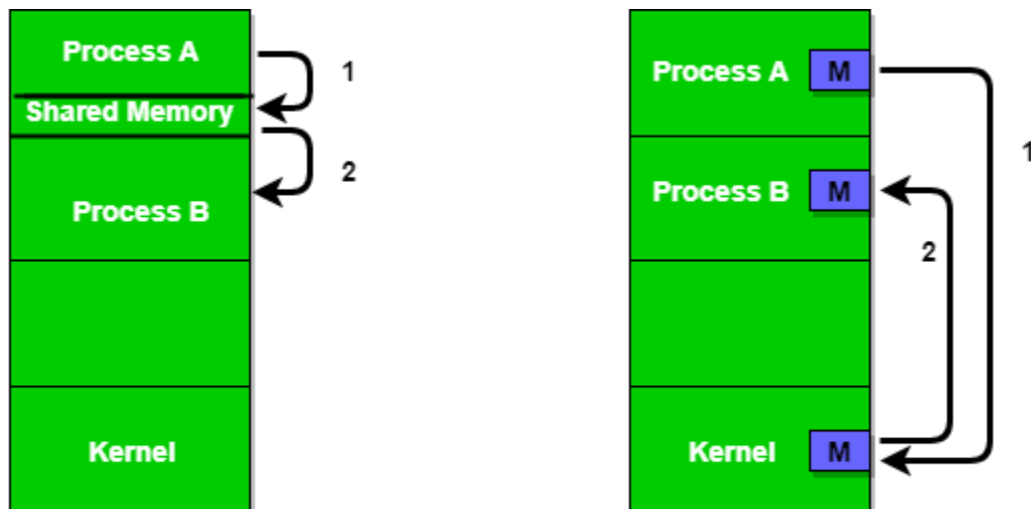 Process A
1
Shared Memory
2
Process B
Kernel
Process A M
1
Process B M
2
Kernel M